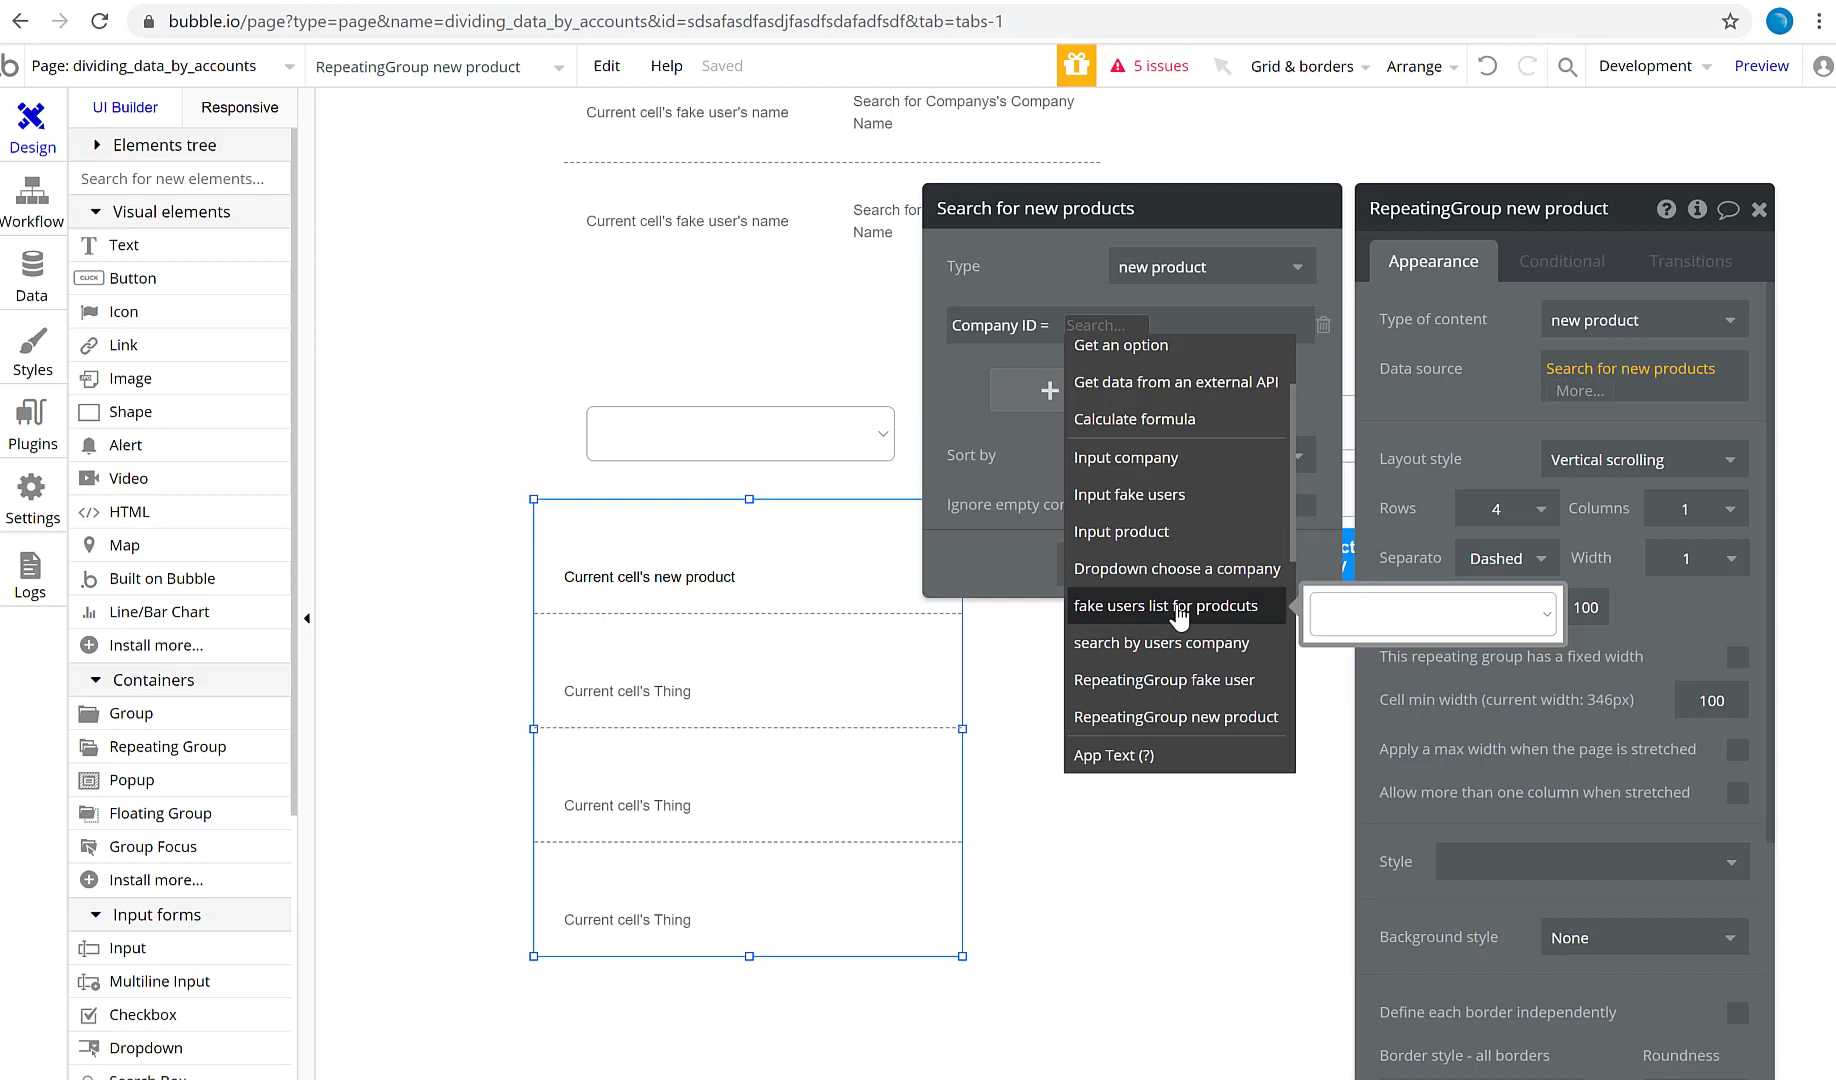 bubble.io/page?type=page&name=dividing_data_by_accounts&id=sdsafasdfasdjfasdfsdafadfsdf&tab=tabs-1
Page: dividing_data_by_accounts
RepeatingGroup new product
Edit
Help
Saved
5 issues
Grid & borders
Arrange
Development
Preview
Design
Workflow
Data
Styles
Plugins
Settings
Logs
UI Builder
Responsive
Elements tree
Search for new elements...
Visual elements
Text
CLICK
Button
Icon
Link
Image
Shape
Alert
Video
HTML
Map
Built on Bubble
Line/Bar Chart
Install more...
Containers
Group
Repeating Group
Popup
Floating Group
Group Focus
Install more...
Input forms
Input
Multiline Input
Checkbox
Dropdown
Current cell's fake user's name
Search for Companys's Company
Name
Current cell's fake user's name
Search for
Name
Current cell's new product
Current cell's Thing
Current cell's Thing
Current cell's Thing
Search for new products
Type
new product
Company ID =
Search...
Sort by
Ignore empty con
Get an option
Get data from an external API
Calculate formula
Input company
Input fake users
Input product
Dropdown choose a company
fake users list for prodcuts
search by users company
RepeatingGroup fake user
RepeatingGroup new product
App Text (?)
RepeatingGroup new product
Appearance
Conditional
Transitions
Type of content
new product
Data source
Search for new products
More...
Layout style
Vertical scrolling
Rows
4
Columns
1
Separato
Dashed
Width
1
100
This repeating group has a fixed width
Cell min width (current width: 346px)
100
Apply a max width when the page is stretched
Allow more than one column when stretched
Style
Background style
None
Define each border independently
Border style - all borders
Roundness